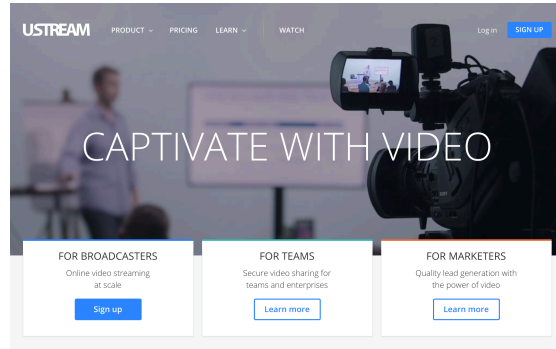 USTREAM PRODUCT PRICING LEARN WATCH Log in SIGN UP
CAPTIVATE WITH VIDEO
FOR BROADCASTERS
Online video streaming
at scale
Sign up
FOR TEAMS
Secure video sharing for
teams and enterprises
Learn more
FOR MARKETERS
Quality lead generation with
the power of video
Learn more